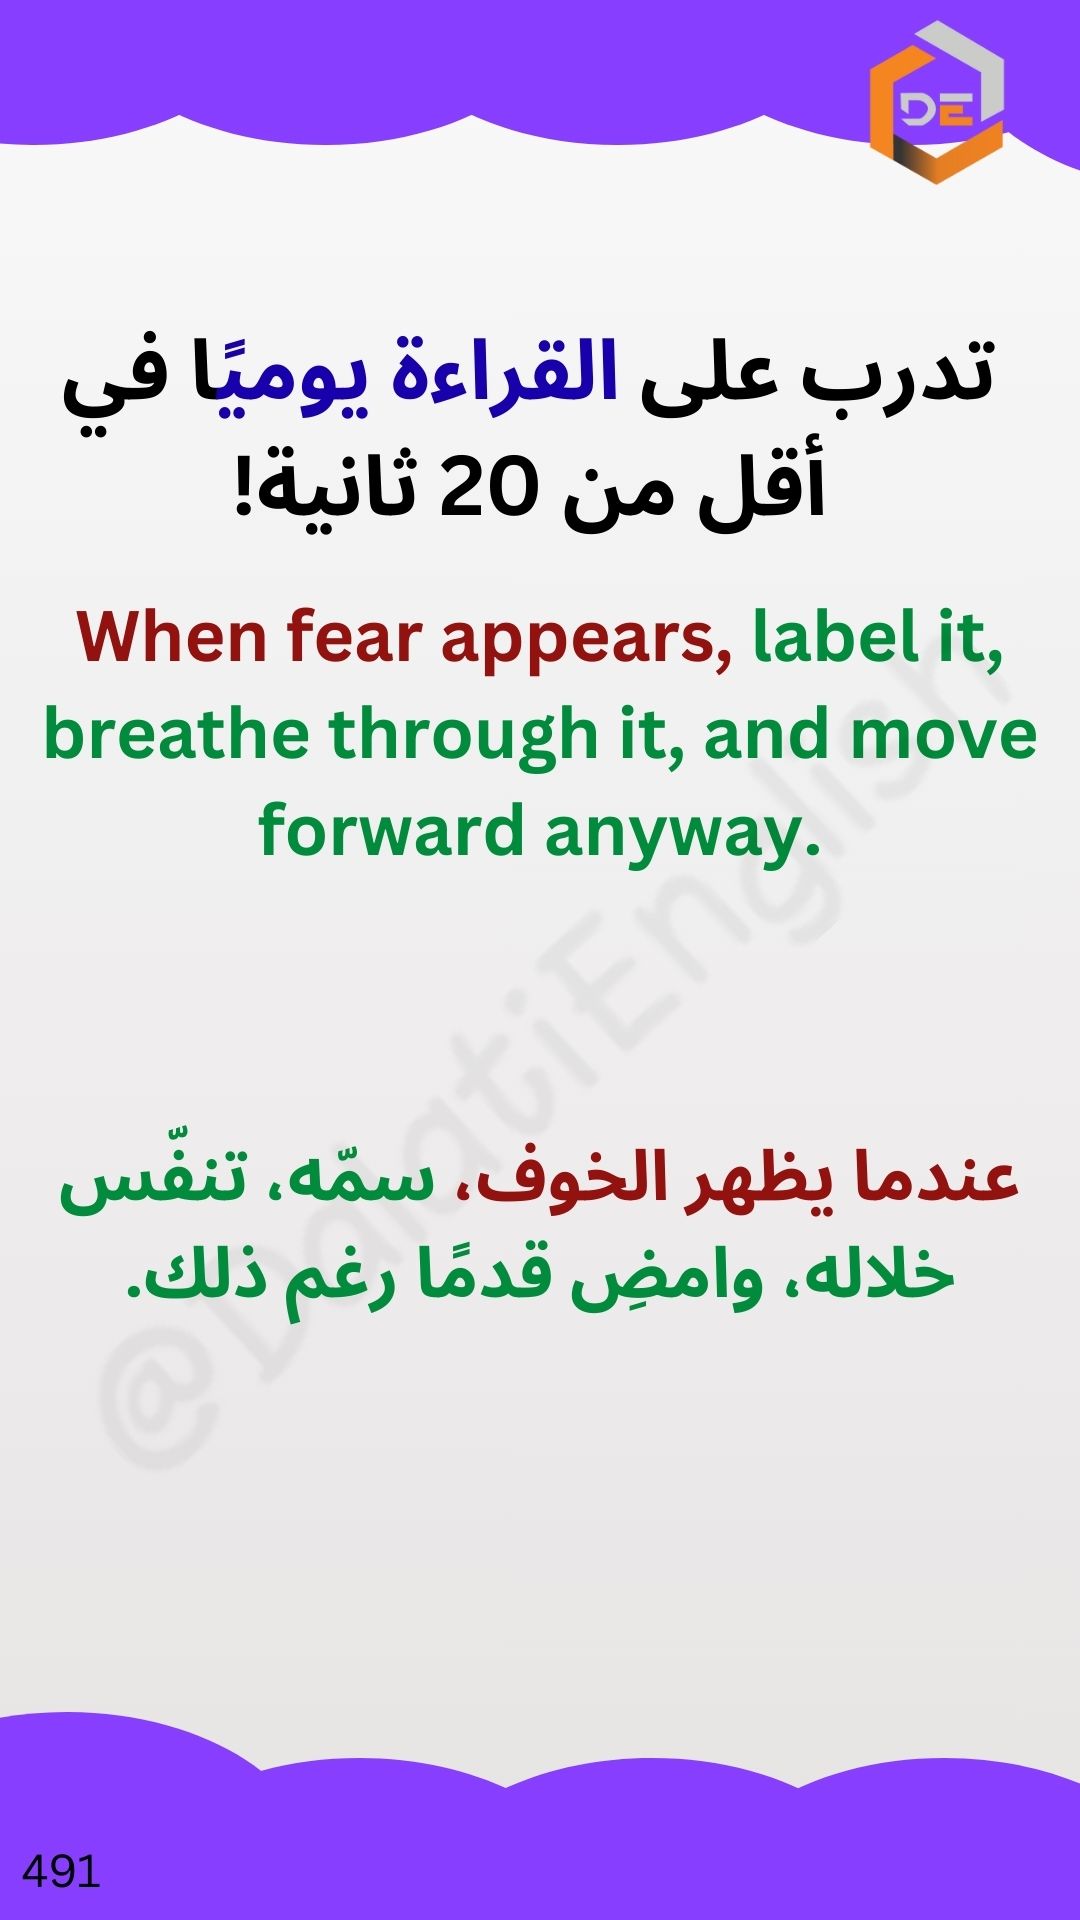 DE
تدرب على القراءة يوميًا في
أقل من 20 ثانية!
When fear appears, label it,
breathe through it, and move
forward anyway.
@DalatiEnglish
عندما يظهر الخوف، سمّه، تنفّس
خلاله، وامضِ قدمًا رغم ذلك.
491